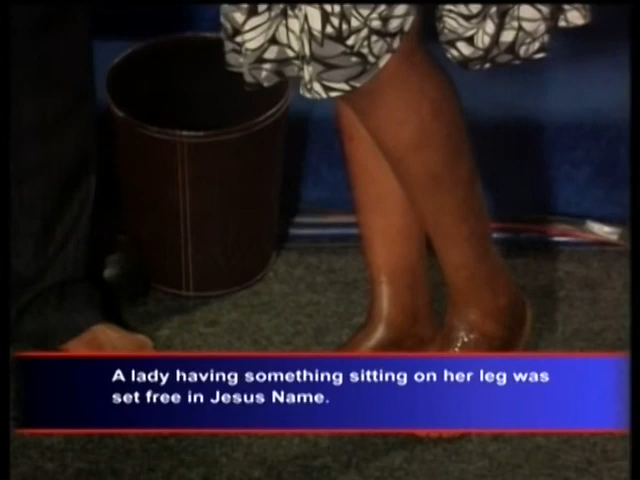 A lady having something sitting on her leg was
set free in Jesus Name.